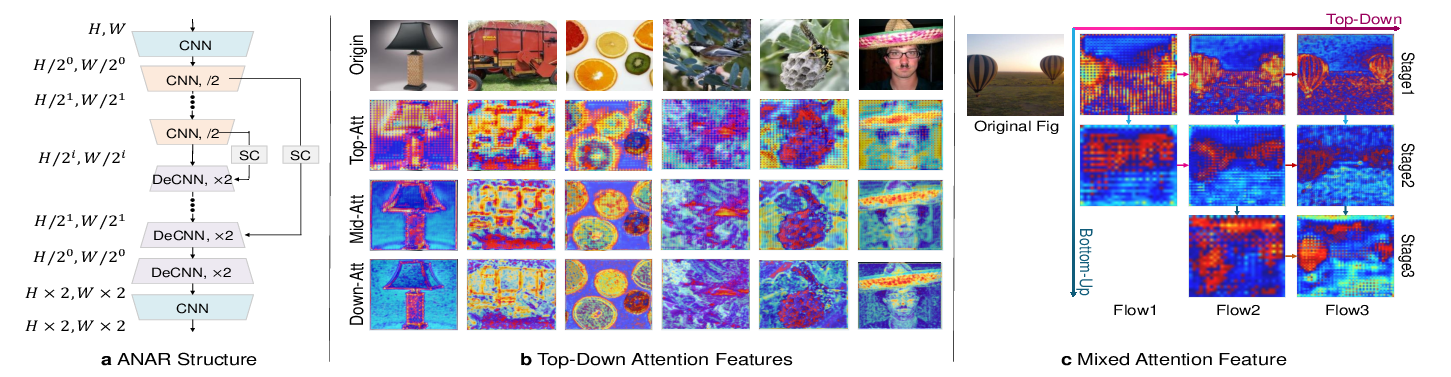 H, W
CNN
H/2⁰, W/2⁰
CNN, /2
H/2¹, W/2¹
CNN, /2
SC
SC
H/2ⁱ, W/2ⁱ
DeCNN, ×2
H/2¹, W/2¹
DeCNN, ×2
H/2⁰, W/2⁰
DeCNN, ×2
H × 2, W × 2
CNN
H × 2, W × 2
a ANAR Structure
Origin
Top-Att
Mid-Att
Down-Att
b Top-Down Attention Features
Top-Down
Original Fig
Stage1
Stage2
Stage3
Bottom-Up
Flow1
Flow2
Flow3
c Mixed Attention Feature